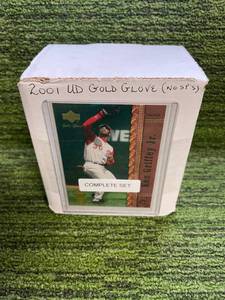 2001 UD GOLD GLOVE (NO SP'S)
Ken Griffey Jr.
COMPLETE SET